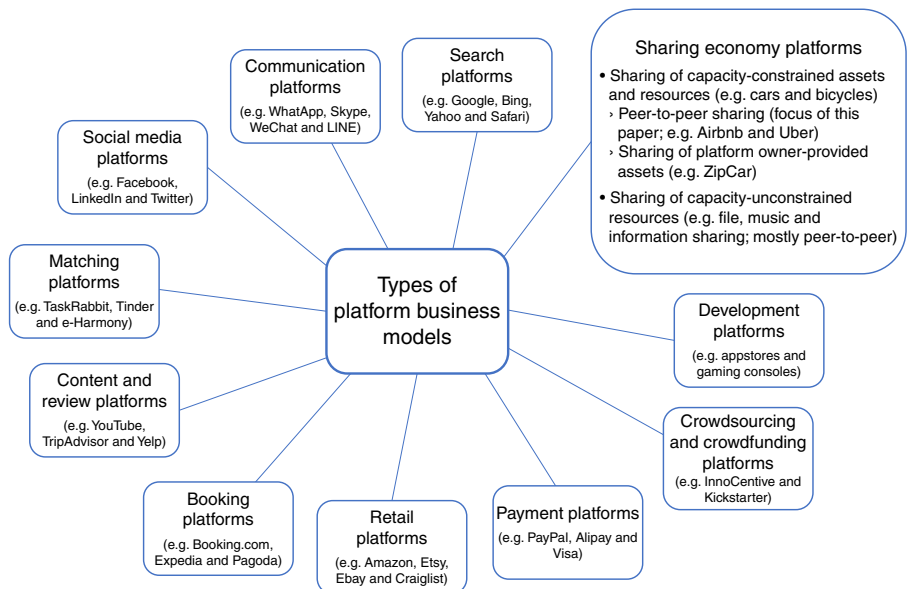 Types of
platform business
models
Search
platforms
(e.g. Google, Bing,
Yahoo and Safari)
Sharing economy platforms
• Sharing of capacity-constrained assets
and resources (e.g. cars and bicycles)
› Peer-to-peer sharing (focus of this
paper; e.g. Airbnb and Uber)
› Sharing of platform owner-provided
assets (e.g. ZipCar)
• Sharing of capacity-unconstrained
resources (e.g. file, music and
information sharing; mostly peer-to-peer)
Development
platforms
(e.g. appstores and
gaming consoles)
Crowdsourcing
and crowdfunding
platforms
(e.g. InnoCentive and
Kickstarter)
Payment platforms
(e.g. PayPal, Alipay and
Visa)
Retail
platforms
(e.g. Amazon, Etsy,
Ebay and Craiglist)
Booking
platforms
(e.g. Booking.com,
Expedia and Pagoda)
Content and
review platforms
(e.g. YouTube,
TripAdvisor and Yelp)
Matching
platforms
(e.g. TaskRabbit, Tinder
and e-Harmony)
Social media
platforms
(e.g. Facebook,
LinkedIn and Twitter)
Communication
platforms
(e.g. WhatApp, Skype,
WeChat and LINE)